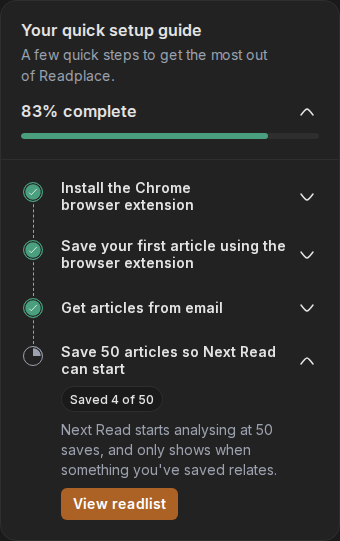 Your quick setup guide
A few quick steps to get the most out
of Readplace.
83% complete
Install the Chrome
browser extension
Save your first article using the
browser extension
Get articles from email
Save 50 articles so Next Read
can start
Saved 4 of 50
Next Read starts analysing at 50
saves, and only shows when
something you've saved relates.
View readlist